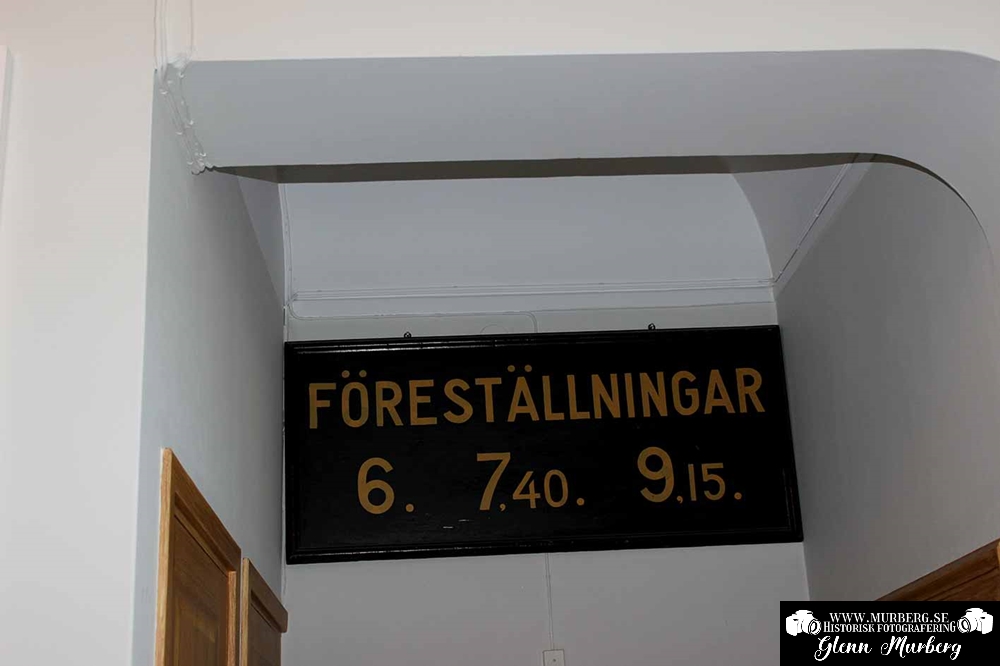 FÖRESTÄLLNINGAR
6. 7,40. 9,15.
WWW.MURBERG.SE
HISTORISK FOTOGRAFERING
Glenn Murberg